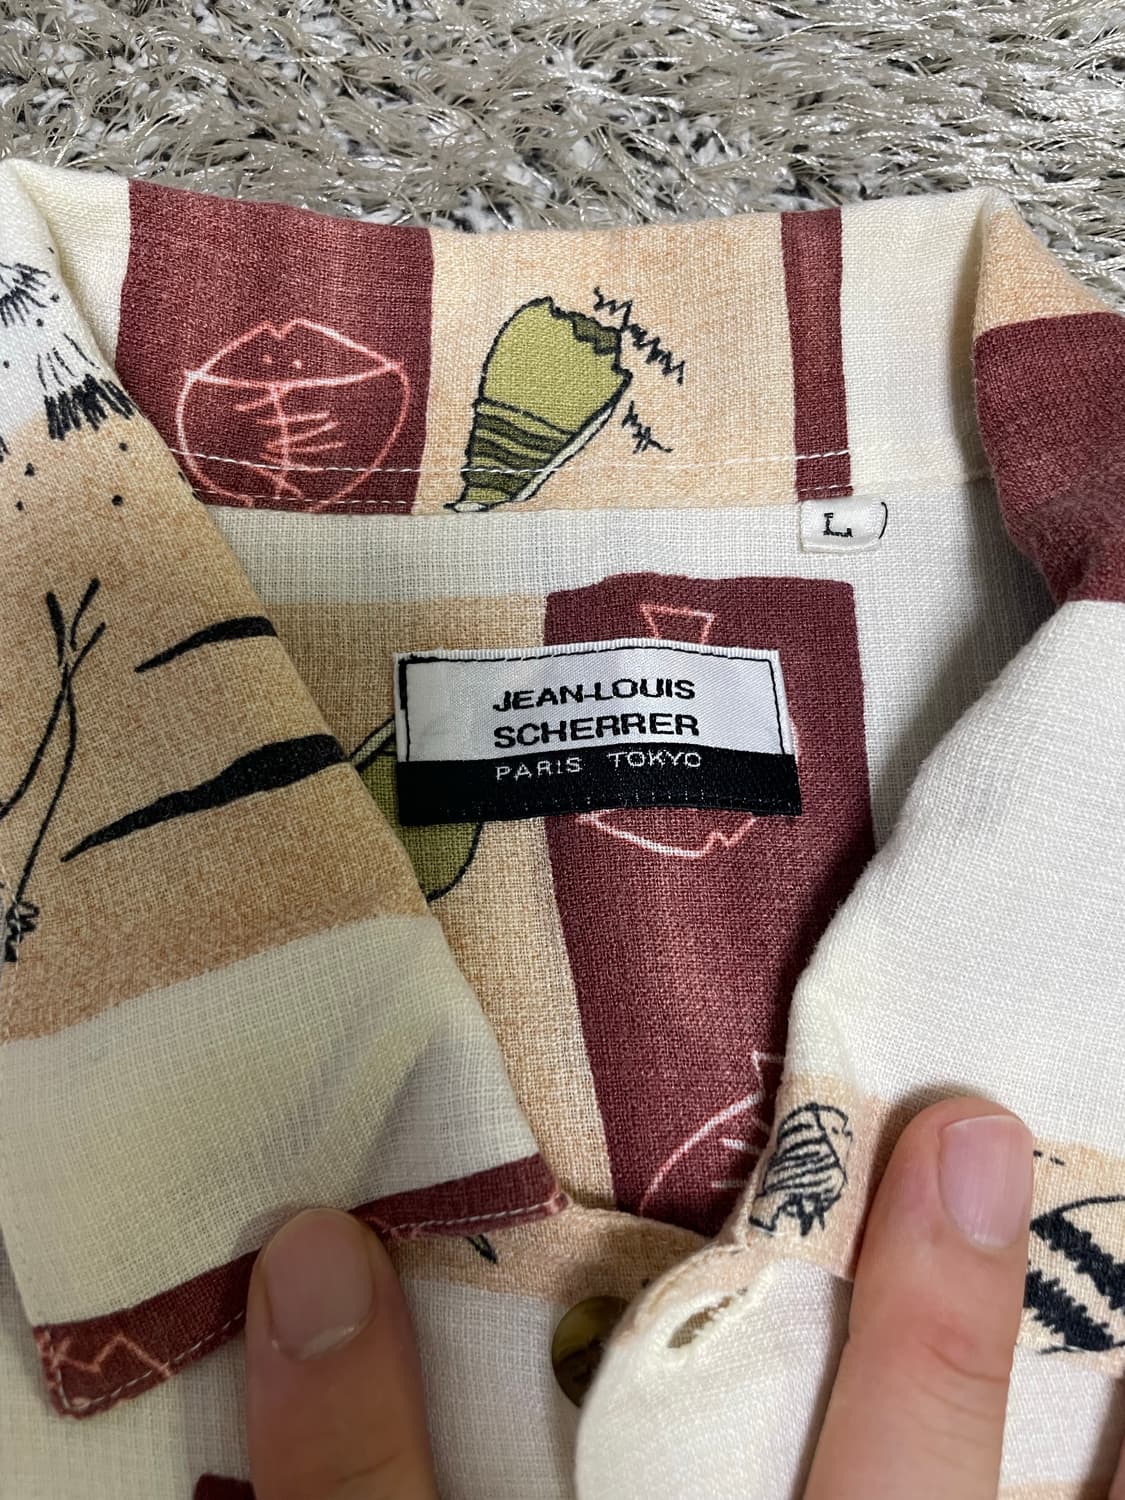 L
JEAN-LOUIS
SCHERRER
PARIS TOKYO